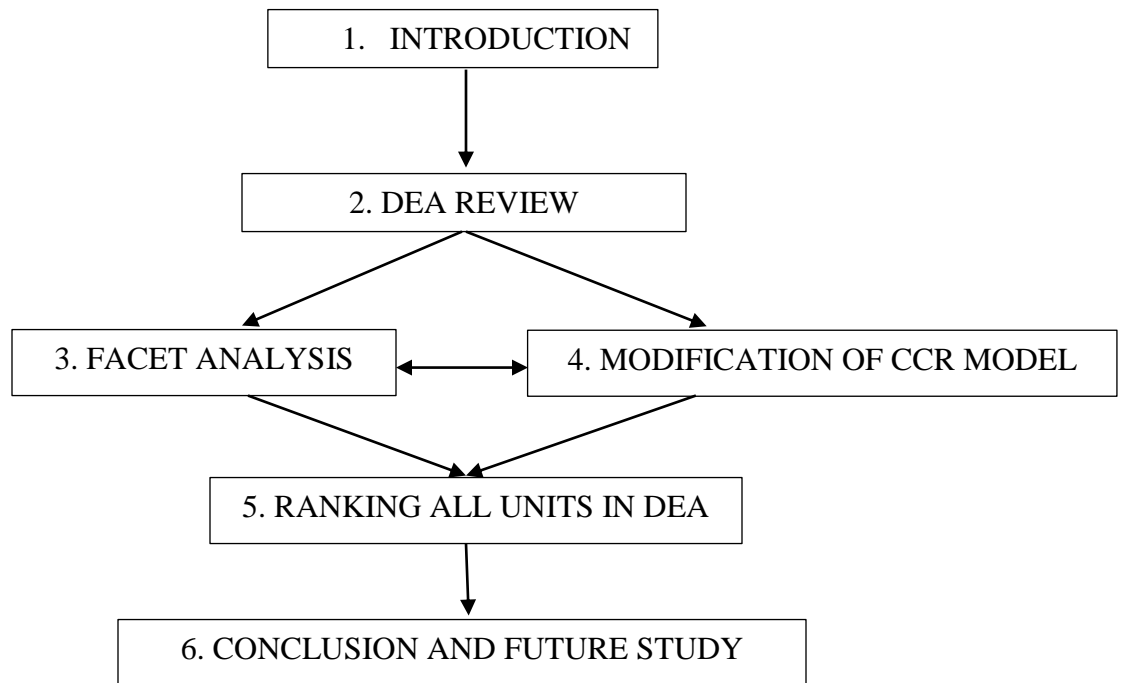 1. INTRODUCTION
2. DEA REVIEW
3. FACET ANALYSIS
4. MODIFICATION OF CCR MODEL
5. RANKING ALL UNITS IN DEA
6. CONCLUSION AND FUTURE STUDY